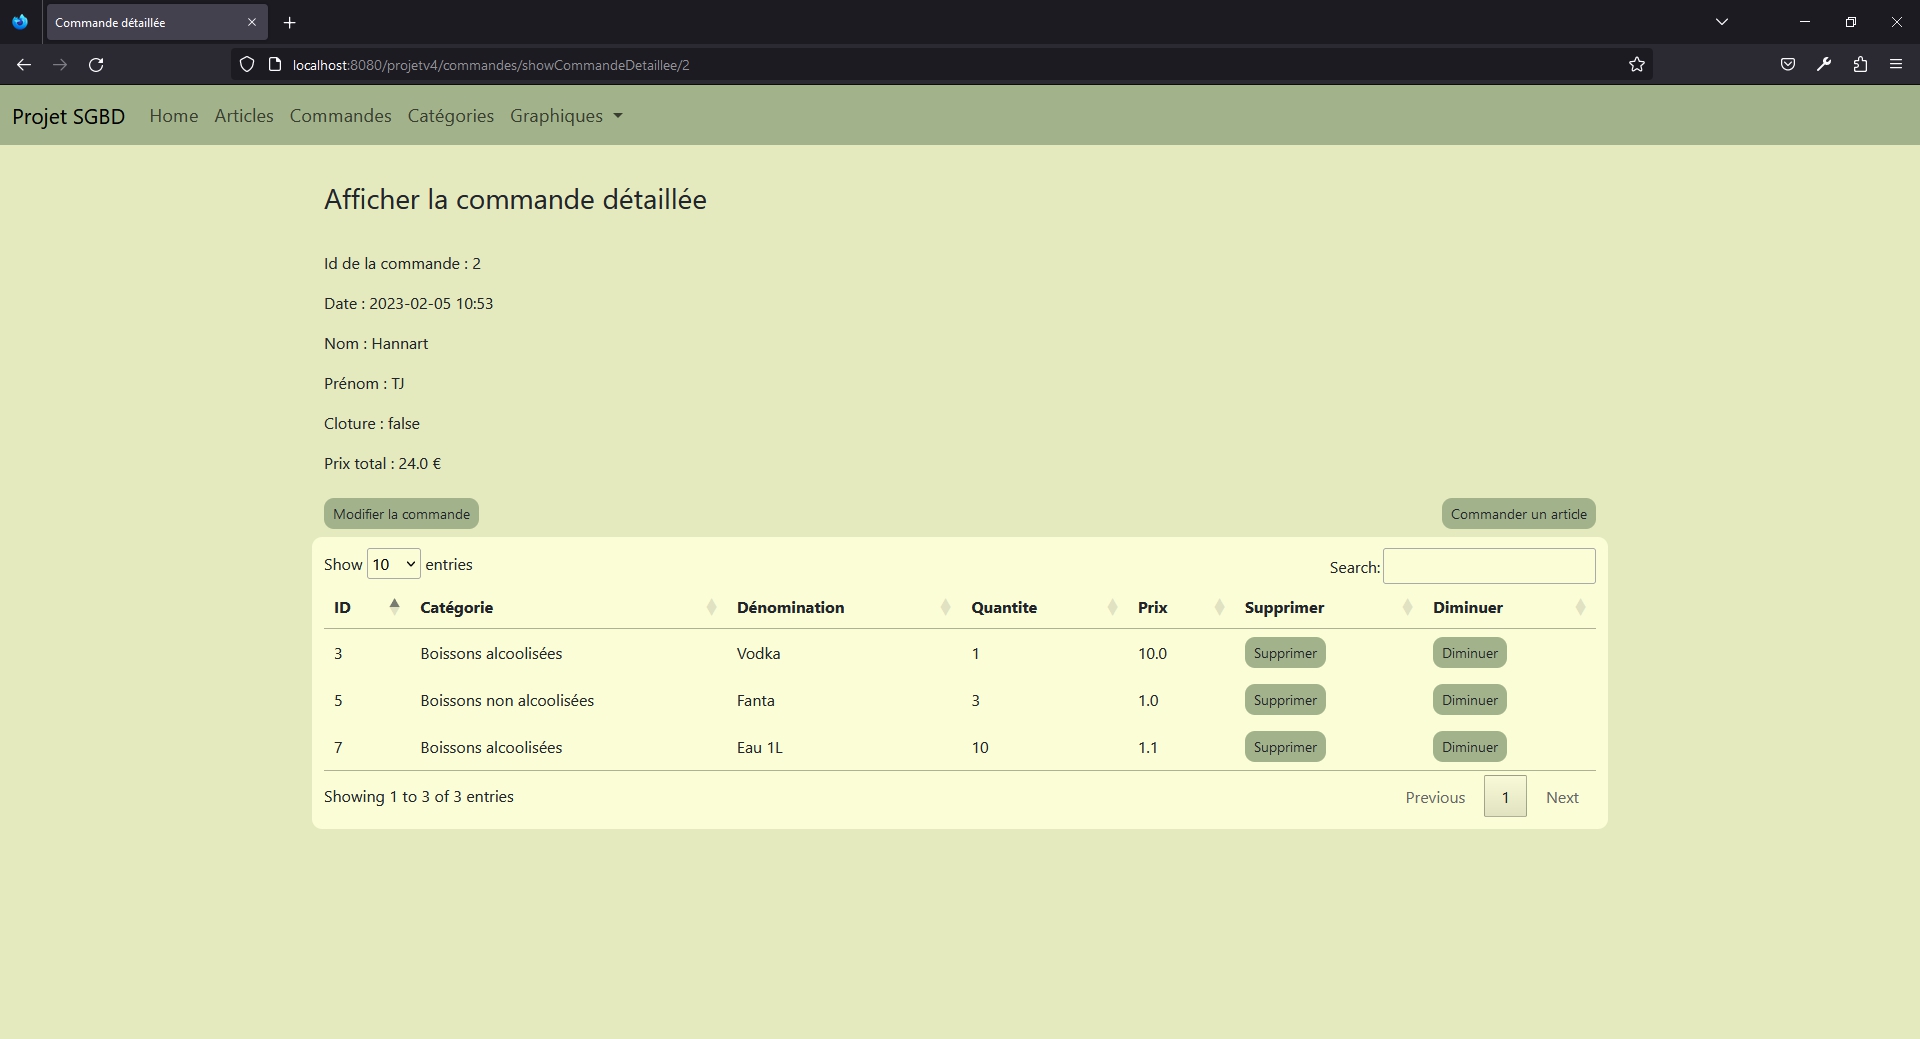 Commande détaillée
localhost:8080/projetv4/commandes/showCommandeDetaillee/2
Projet SGBD Home Articles Commandes Catégories Graphiques
Afficher la commande détaillée
Id de la commande : 2
Date : 2023-02-05 10:53
Nom : Hannart
Prénom : TJ
Cloture : false
Prix total : 24.0 €
Modifier la commande Commander un article
Show 10 entries Search:
ID Catégorie Dénomination Quantite Prix Supprimer Diminuer
3 Boissons alcoolisées Vodka 1 10.0 Supprimer Diminuer
5 Boissons non alcoolisées Fanta 3 1.0 Supprimer Diminuer
7 Boissons alcoolisées Eau 1L 10 1.1 Supprimer Diminuer
Showing 1 to 3 of 3 entries Previous 1 Next